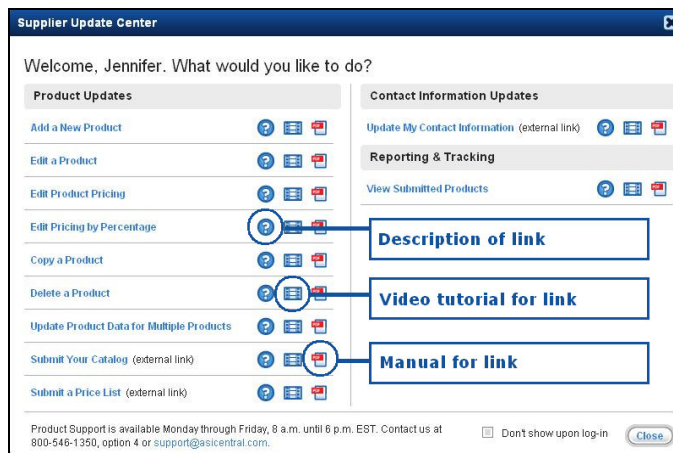 Supplier Update Center
Welcome, Jennifer. What would you like to do?
Product Updates
Add a New Product
Edit a Product
Edit Product Pricing
Edit Pricing by Percentage
Copy a Product
Delete a Product
Update Product Data for Multiple Products
Submit Your Catalog (external link)
Submit a Price List (external link)
Contact Information Updates
Update My Contact Information (external link)
Reporting & Tracking
View Submitted Products
Description of link
Video tutorial for link
Manual for link
Product Support is available Monday through Friday, 8 a.m. until 6 p.m. EST. Contact us at
800-546-1350, option 4 or support@asicentral.com.
Don't show upon log-in
Close